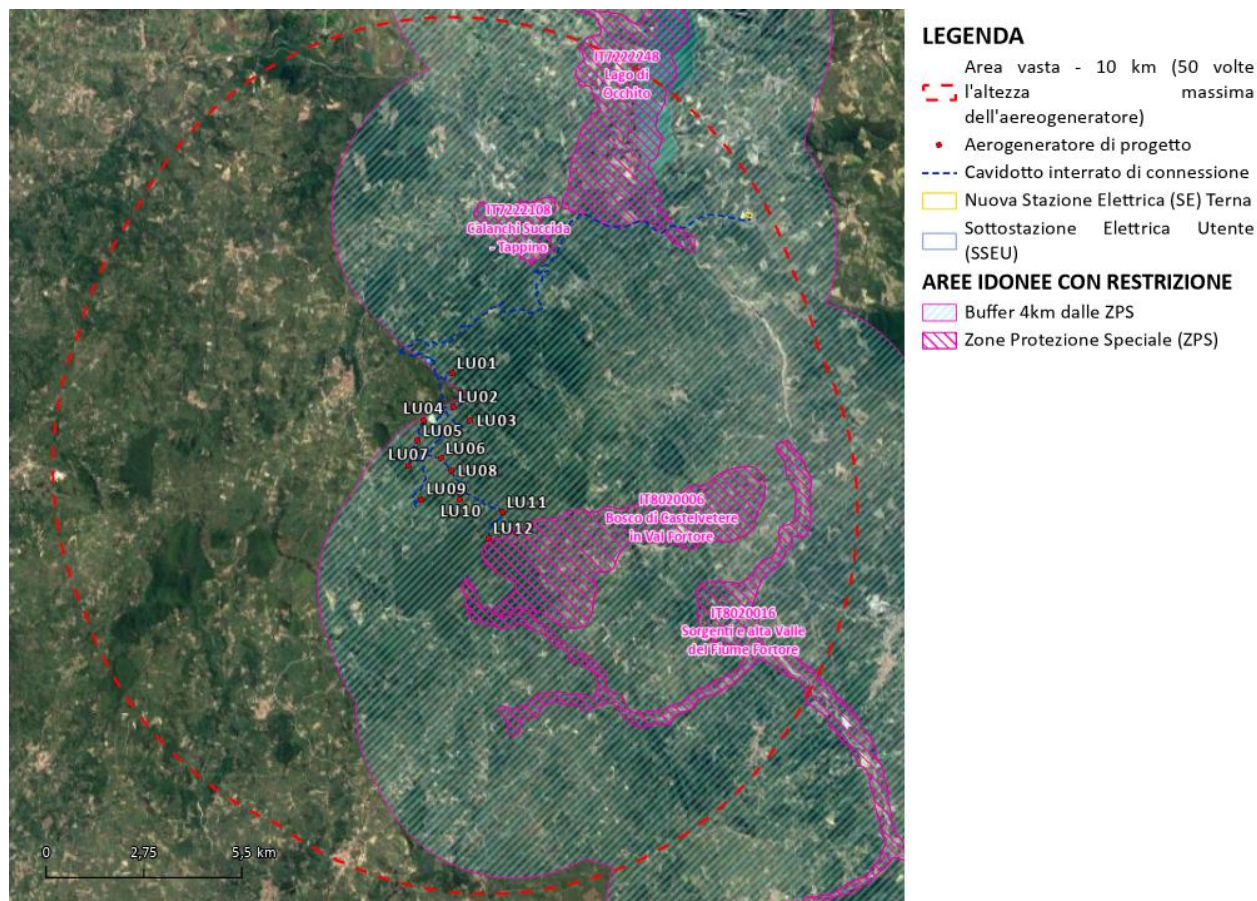 IT7222248
Lago di
Occhito
IT7222108
Calanchi Succida
- Tappino
LU01
LU02
LU04
LU03
LU05
LU06
LU07
LU08
LU09
LU10
LU11
LU12
IT8020006
Bosco di Castelvetere
in Val Fortore
IT8020016
Sorgenti e alta Valle
del Fiume Fortore
0 2,75 5,5 km
LEGENDA
Area vasta - 10 km (50 volte
l'altezza massima
dell'aereogeneratore)
Aerogeneratore di progetto
Cavidotto interrato di connessione
Nuova Stazione Elettrica (SE) Terna
Sottostazione Elettrica Utente
(SSEU)
AREE IDONEE CON RESTRIZIONE
Buffer 4km dalle ZPS
Zone Protezione Speciale (ZPS)